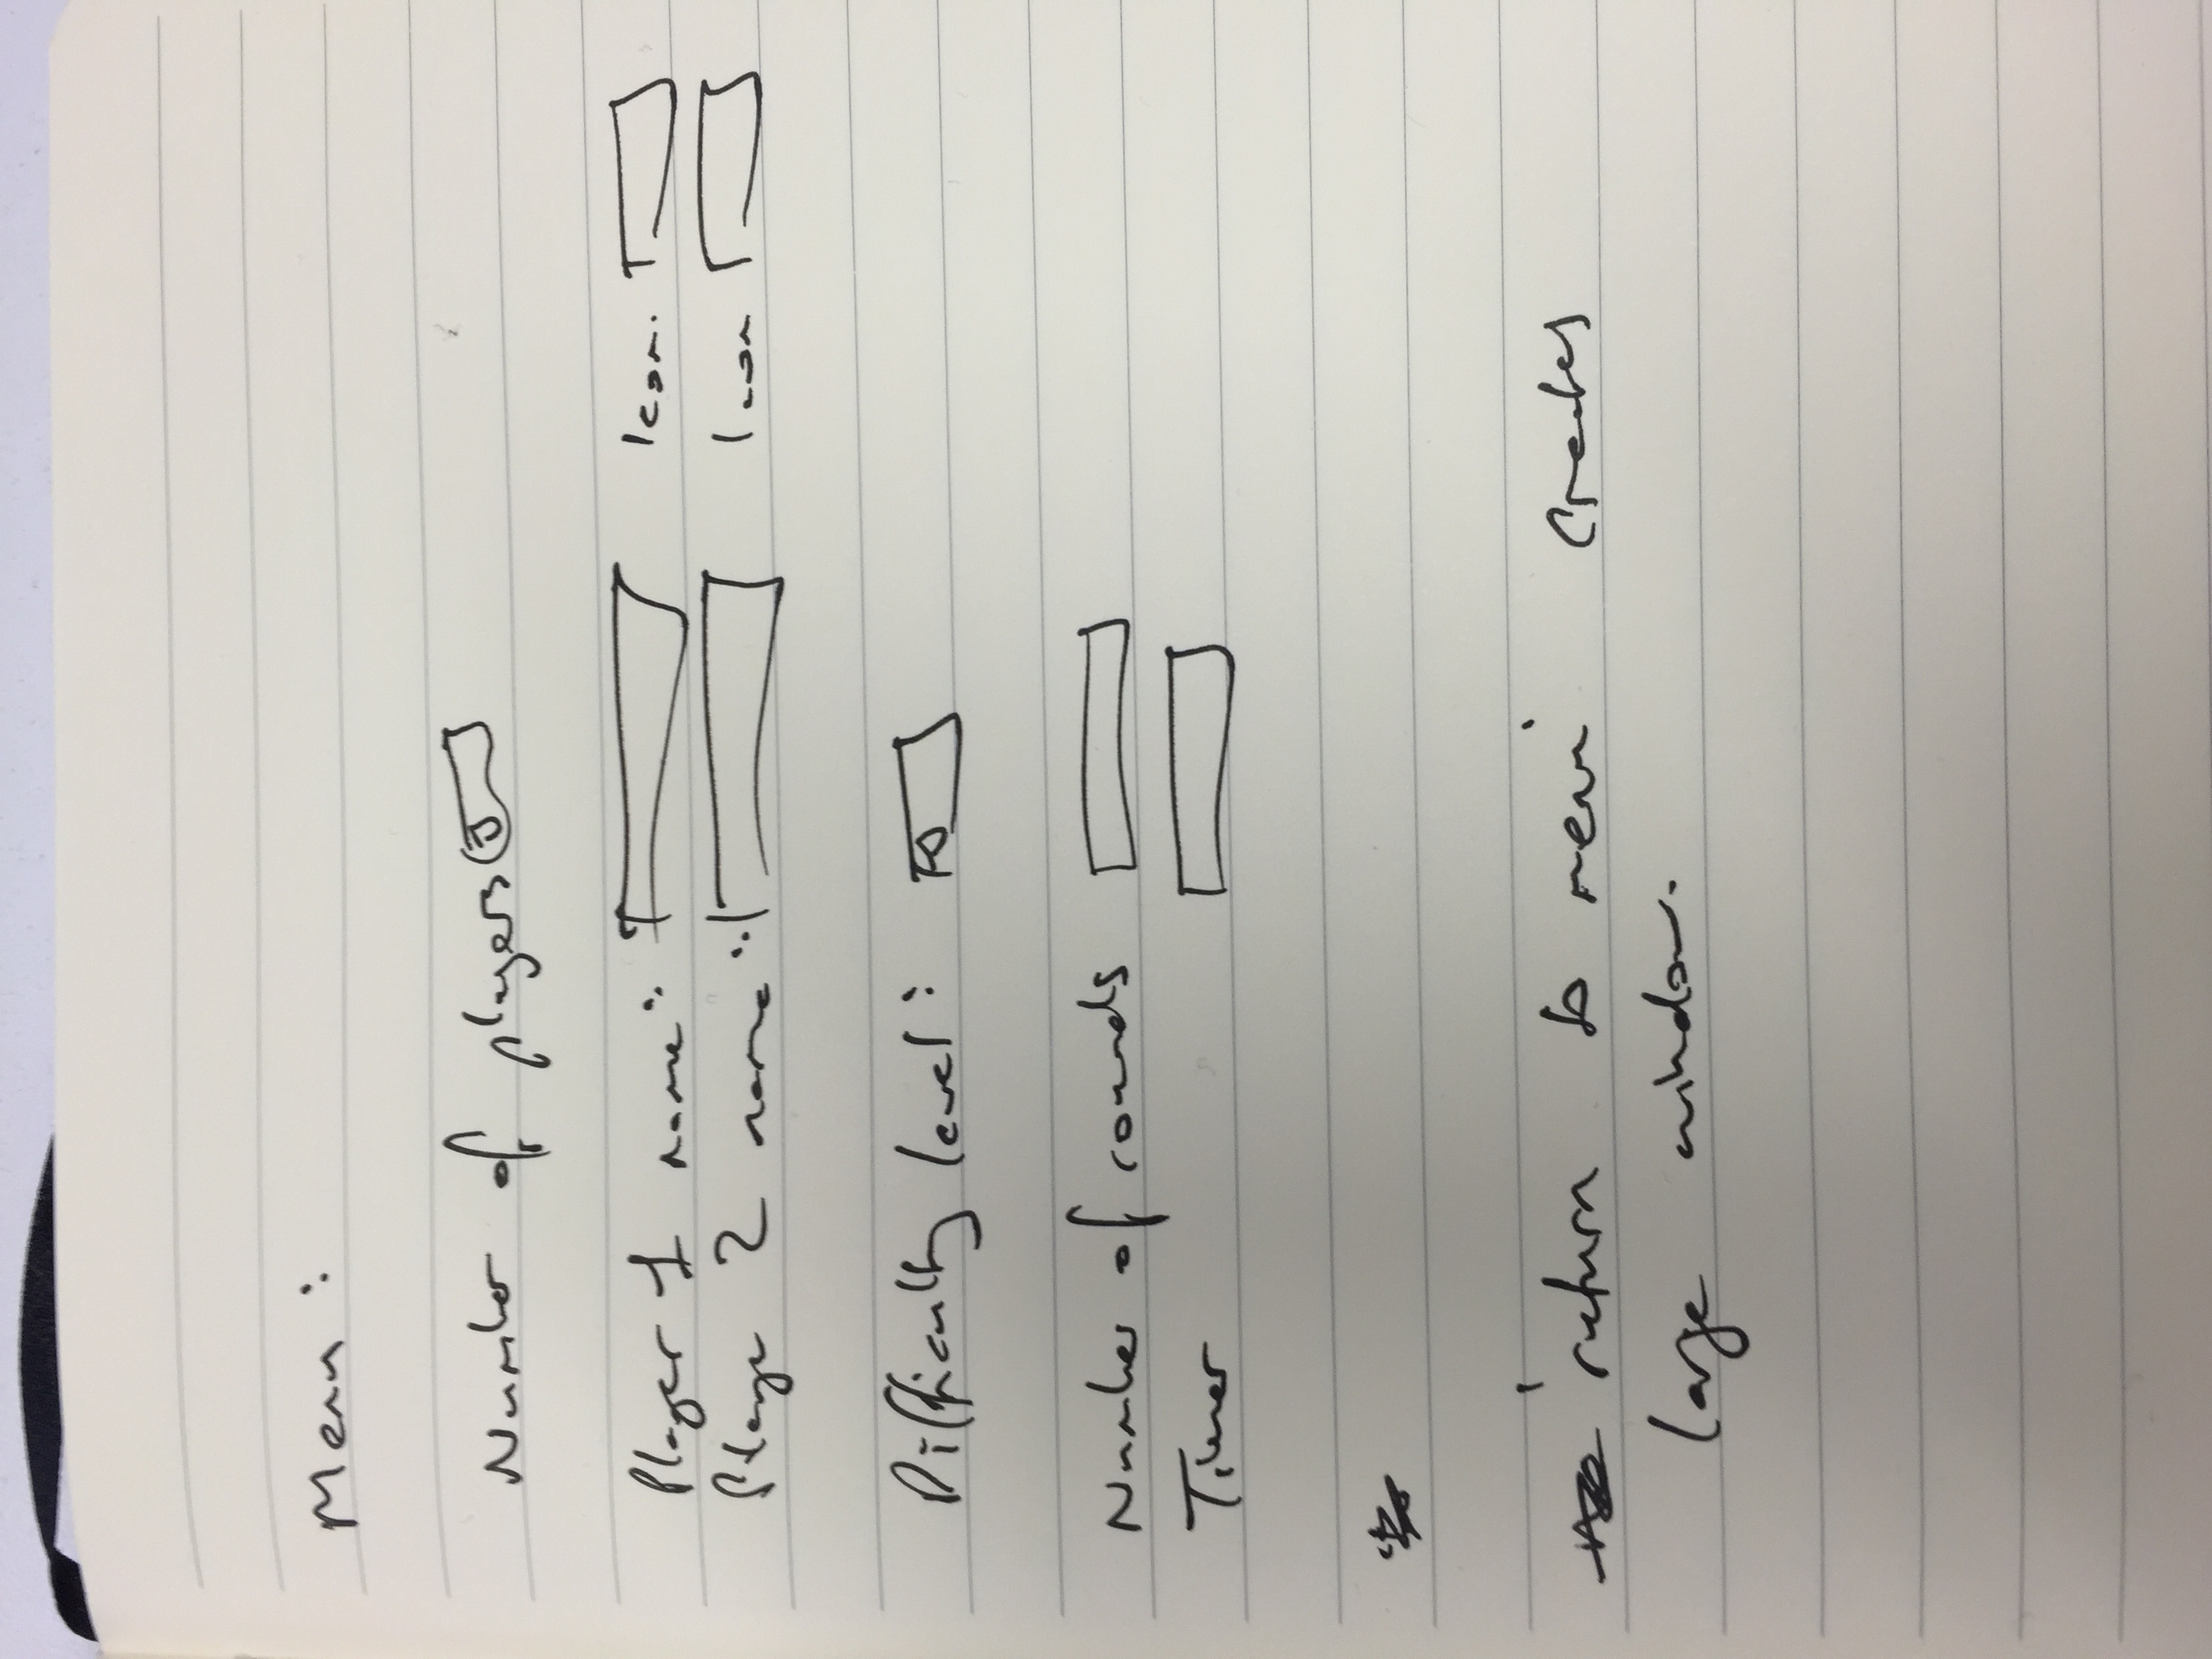 Menu :
Number of players
Player 1 name: Icon.
Player 2 name: Icon
Difficulty level:
Number of rounds
Timer
'return to menu' creates
large window.